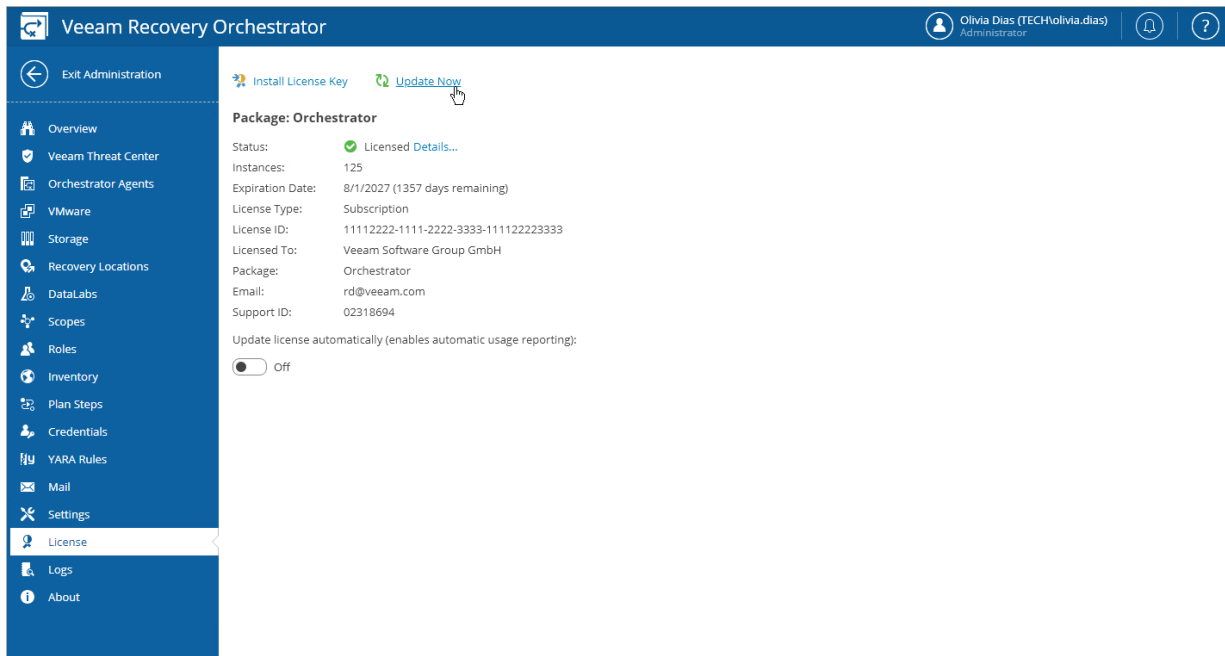 Veeam Recovery Orchestrator
Olivia Dias (TECH\olivia.dias)
Administrator
?
Exit Administration
Overview
Veeam Threat Center
Orchestrator Agents
VMware
Storage
Recovery Locations
DataLabs
Scopes
Roles
Inventory
Plan Steps
Credentials
YARA Rules
Mail
Settings
License
Logs
About
Install License Key
Update Now
Package: Orchestrator
Status: Licensed Details...
Instances: 125
Expiration Date: 8/1/2027 (1357 days remaining)
License Type: Subscription
License ID: 11112222-1111-2222-3333-111122223333
Licensed To: Veeam Software Group GmbH
Package: Orchestrator
Email: rd@veeam.com
Support ID: 02318694
Update license automatically (enables automatic usage reporting):
Off